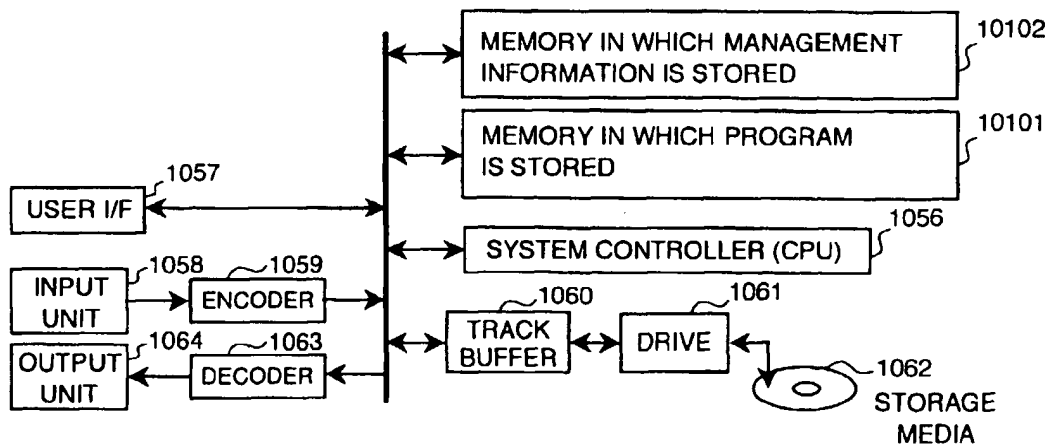 10102
MEMORY IN WHICH MANAGEMENT
INFORMATION IS STORED
10101
MEMORY IN WHICH PROGRAM
IS STORED
1057
USER I/F
1056
SYSTEM CONTROLLER (CPU)
1058
1059
INPUT
UNIT
ENCODER
1060
1061
TRACK
BUFFER
DRIVE
1064
1063
OUTPUT
UNIT
DECODER
1062
STORAGE
MEDIA